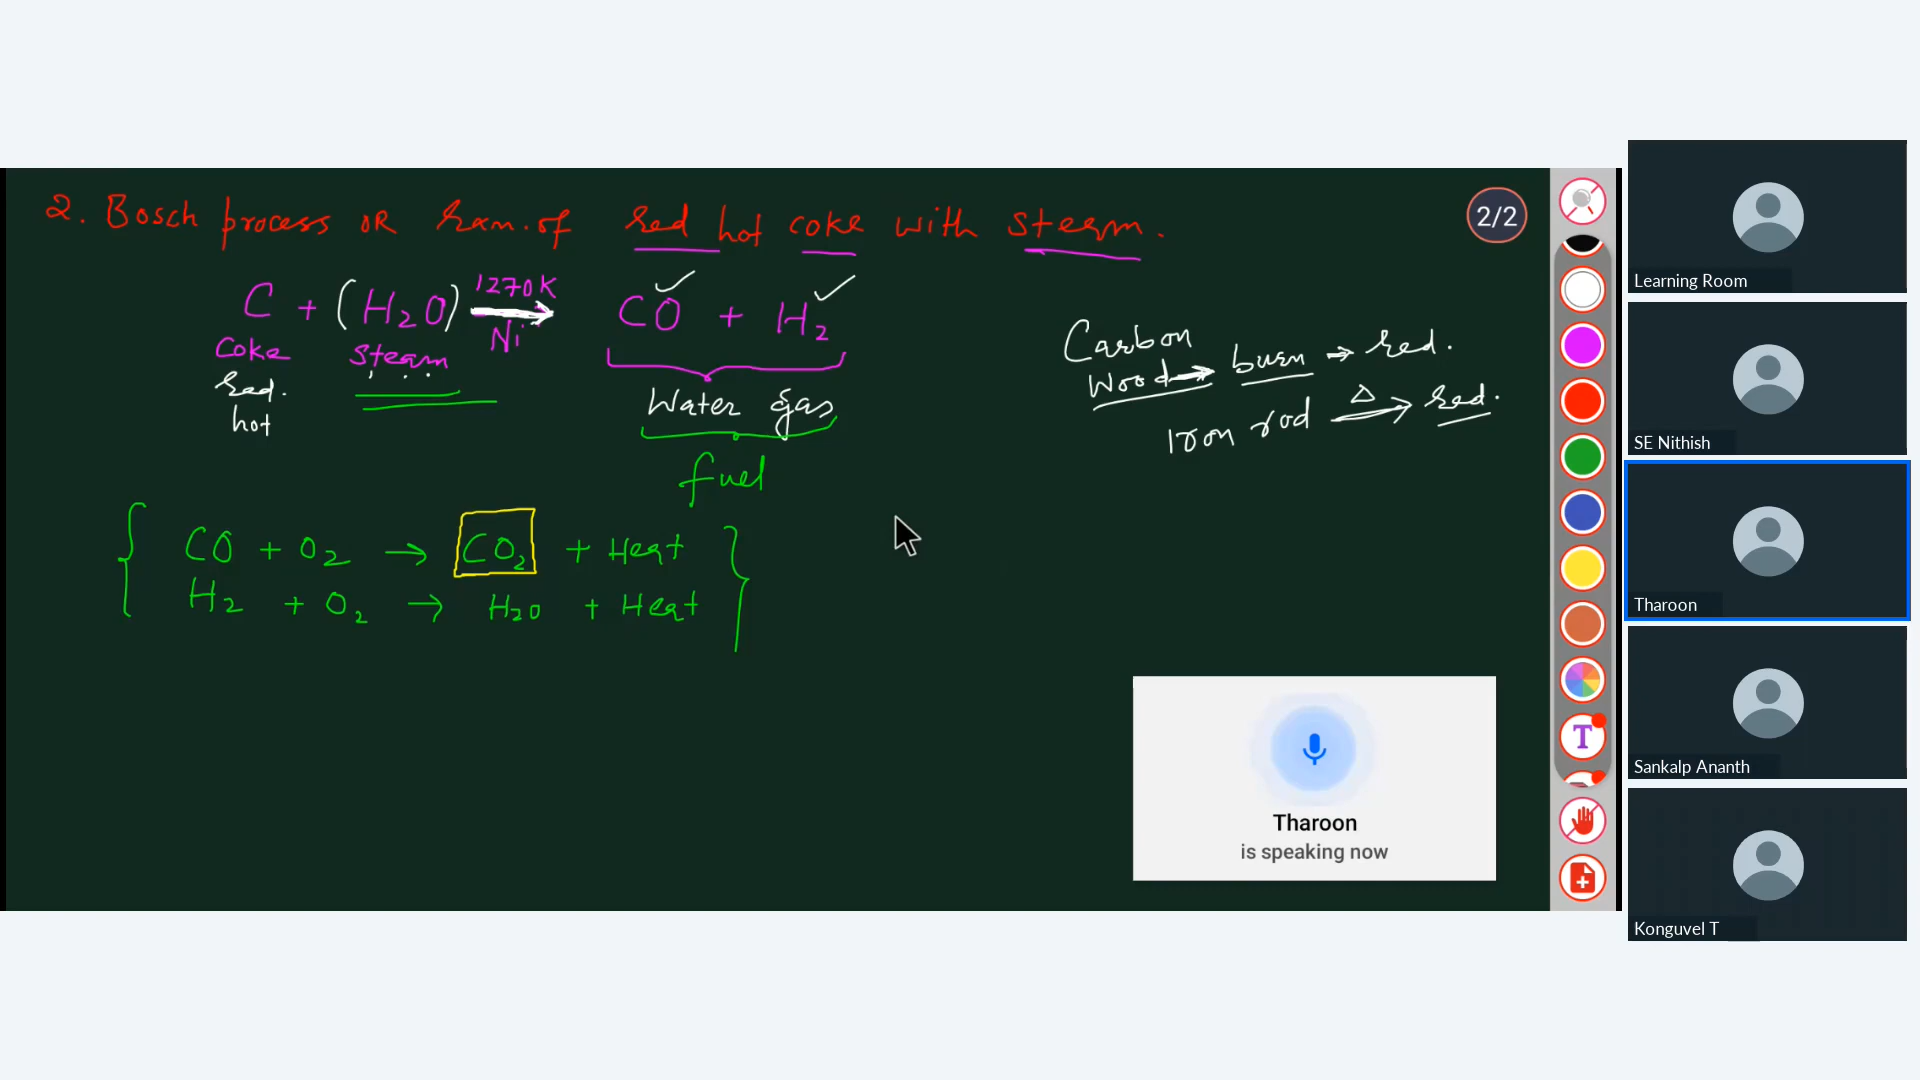 2. Bosch process OR rxn. of red hot coke with steam.
2/2
C + (H2O) 1270K Ni → CO ✓ + H2 ✓
Coke steam
red. hot
Water gas
fuel
Carbon
Wood → burn → red.
Iron rod Δ → red.
{ CO + O2 → CO2 + Heat
H2 + O2 → H2O + Heat }
Tharoon
is speaking now
T
Learning Room
SE Nithish
Tharoon
Sankalp Ananth
Konguvel T